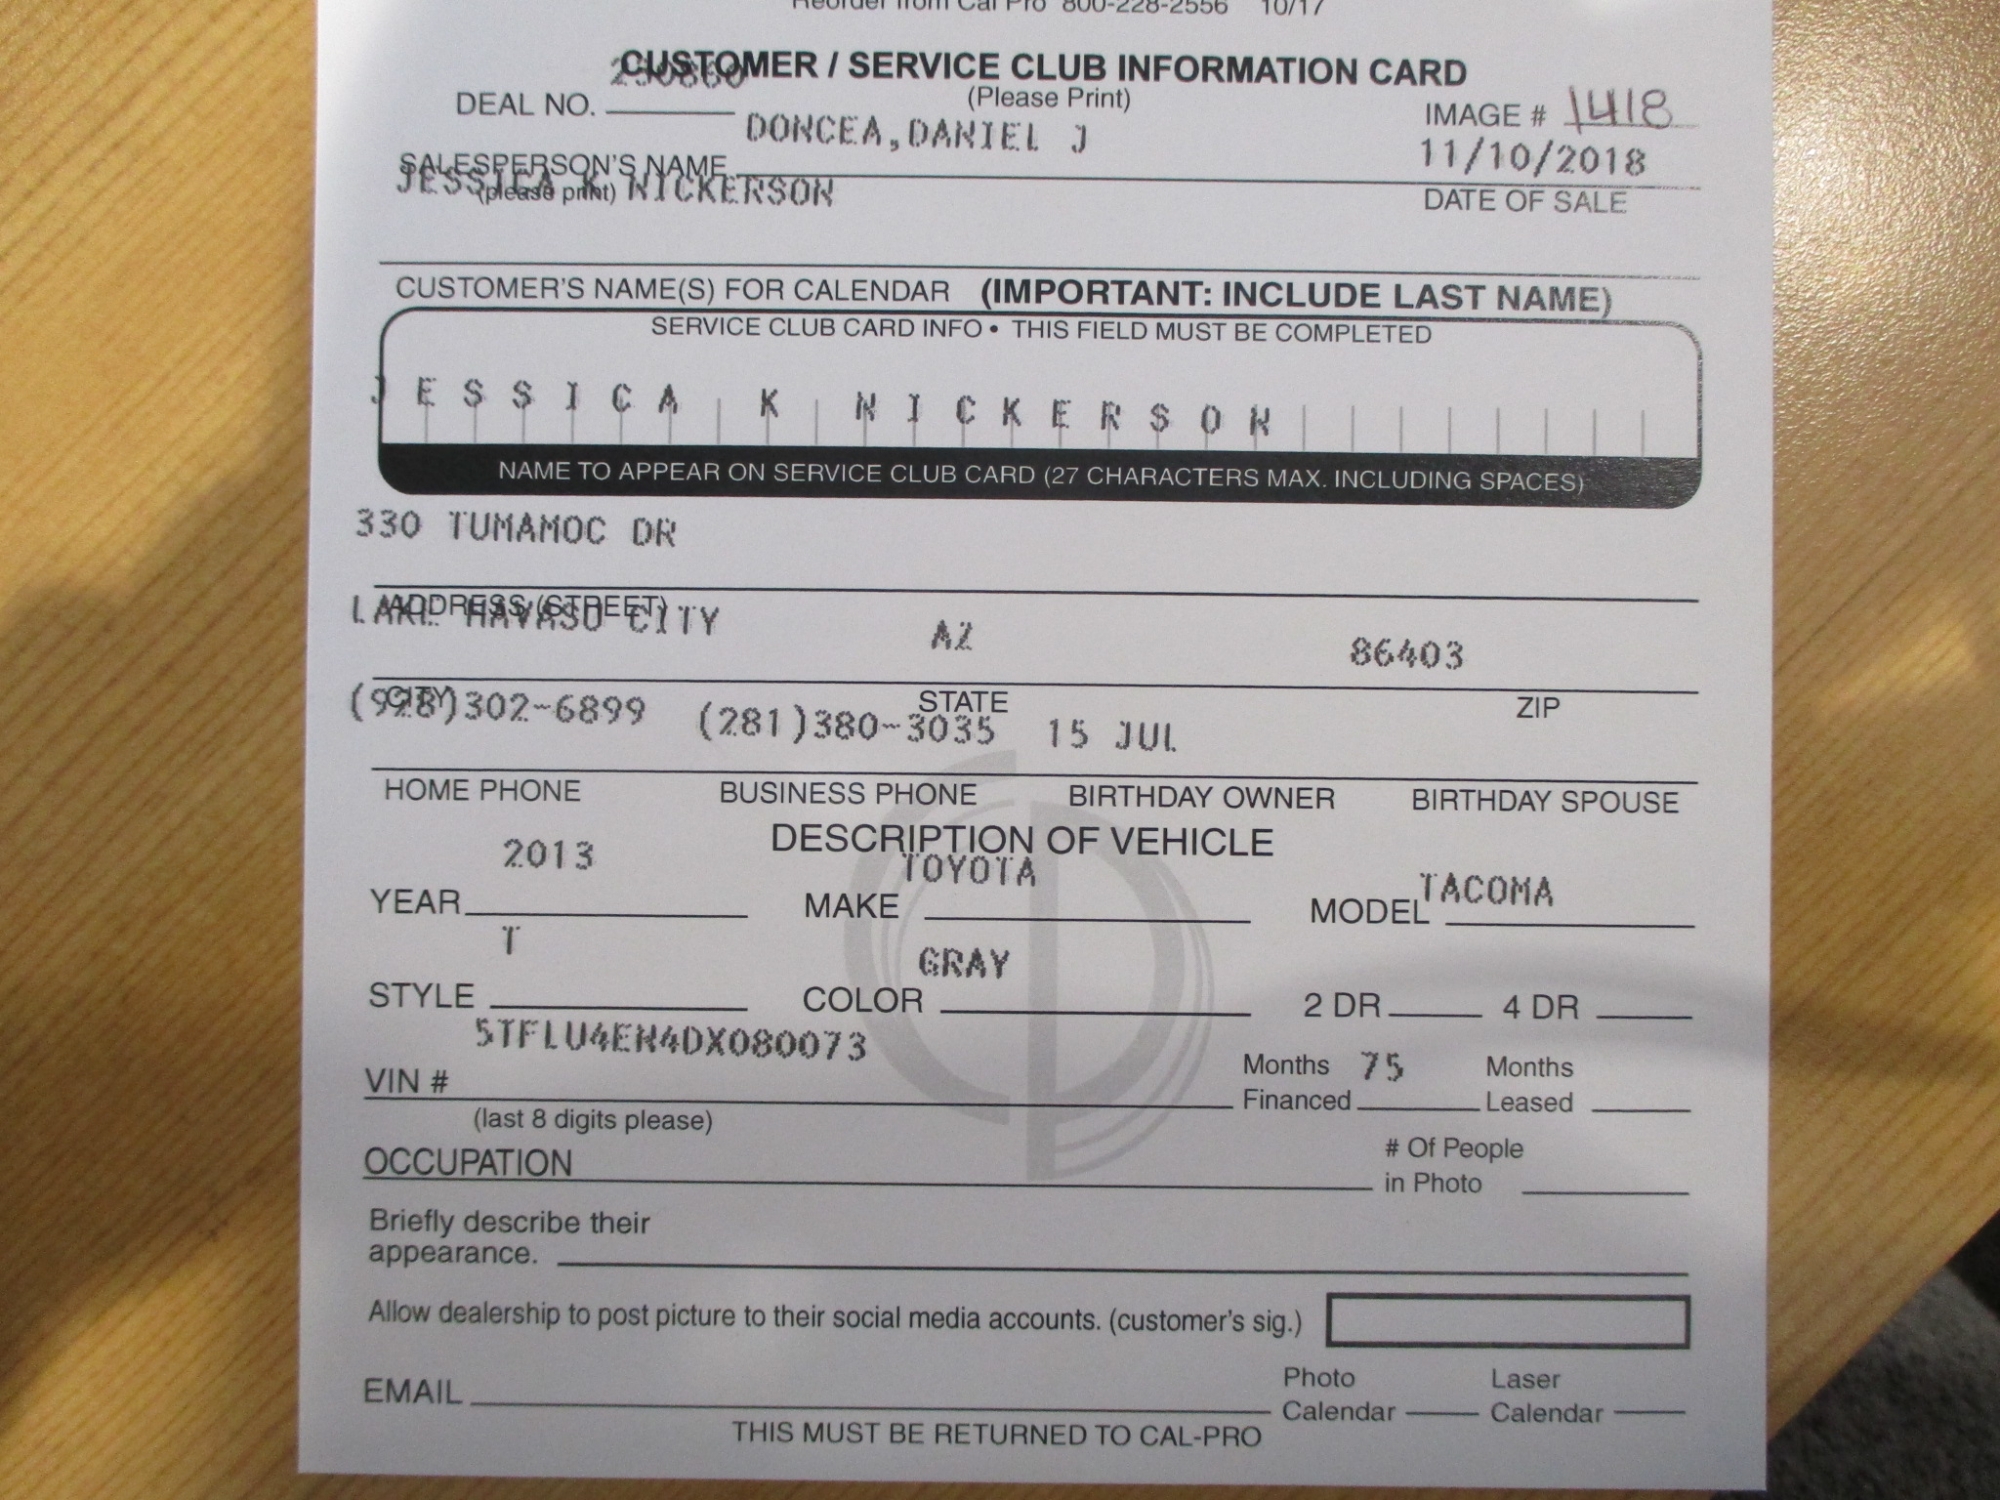 Reorder from Cal Pro 800-228-2556 10/17
CUSTOMER / SERVICE CLUB INFORMATION CARD
(Please Print)
DEAL NO.
IMAGE # 1418
DONCEA,DANIEL J
11/10/2018
SALESPERSON'S NAME
(please print)
JESSICA K NICKERSON
DATE OF SALE
CUSTOMER'S NAME(S) FOR CALENDAR (IMPORTANT: INCLUDE LAST NAME)
SERVICE CLUB CARD INFO • THIS FIELD MUST BE COMPLETED
JESSICA K NICKERSON
NAME TO APPEAR ON SERVICE CLUB CARD (27 CHARACTERS MAX. INCLUDING SPACES)
330 TUMAMOC DR
ADDRESS (STREET)
LAKE HAVASU CITY AZ 86403
CITY STATE ZIP
(928)302-6899 (281)380-3035 15 JUL
HOME PHONE BUSINESS PHONE BIRTHDAY OWNER BIRTHDAY SPOUSE
DESCRIPTION OF VEHICLE
2013 TOYOTA TACOMA
YEAR MAKE MODEL
T GRAY
STYLE COLOR 2 DR 4 DR
5TFLU4EN4DX080073
VIN # Months Financed 75 Months Leased
(last 8 digits please)
OCCUPATION # Of People in Photo
Briefly describe their
appearance.
Allow dealership to post picture to their social media accounts. (customer's sig.)
EMAIL Photo Calendar Laser Calendar
THIS MUST BE RETURNED TO CAL-PRO